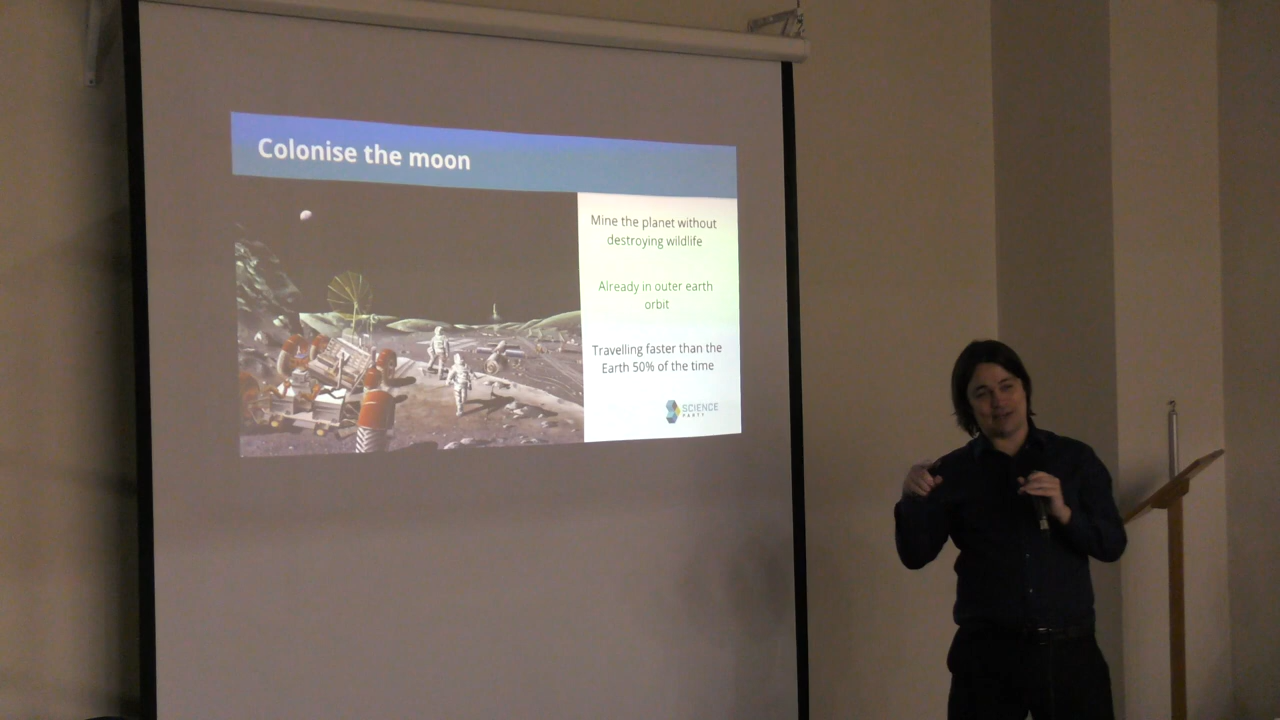 Colonise the moon
Mine the planet without
destroying wildlife
Already in outer earth
orbit
Travelling faster than the
Earth 50% of the time
SCIENCE
PARTY